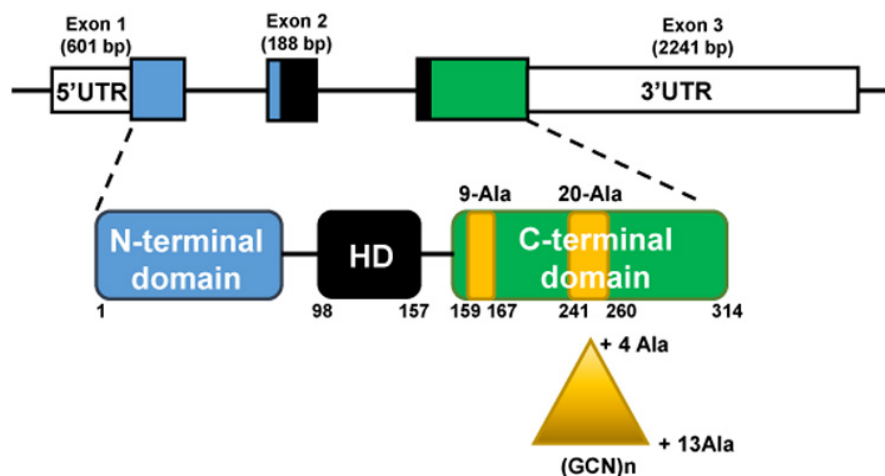 Exon 1
(601 bp)
Exon 2
(188 bp)
Exon 3
(2241 bp)
5'UTR
3'UTR
9-Ala
20-Ala
N-terminal
domain
HD
C-terminal
domain
1
98
157
159
167
241
260
314
+ 4 Ala
+ 13Ala
(GCN)n